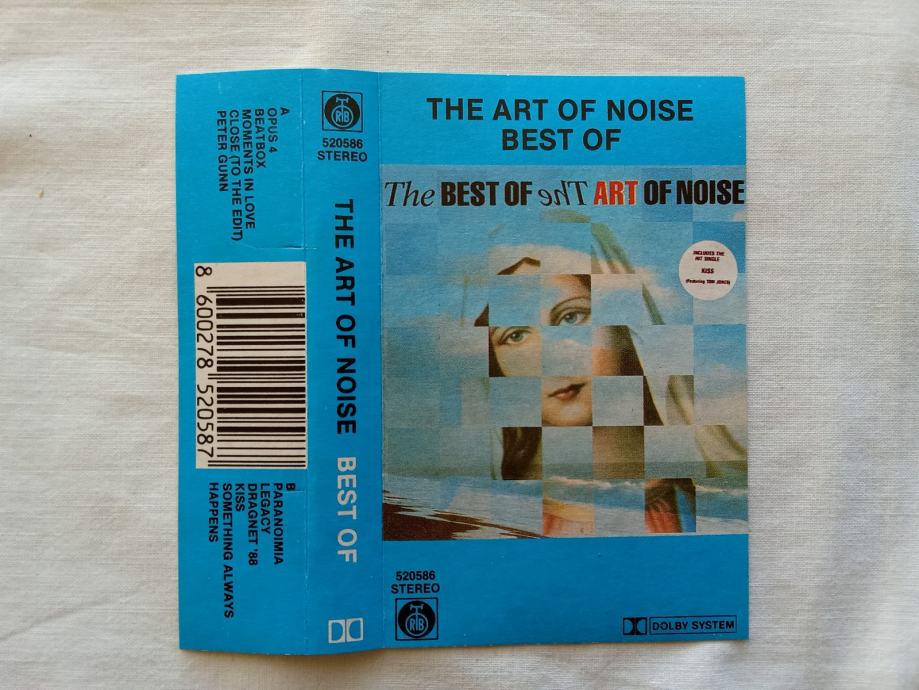 A
OPUS 4
BEATBOX
MOMENTS IN LOVE
CLOSE (TO THE EDIT)
PETER GUNN
8 600278 520587
B
PARANOIMIA
LEGACY
DRAGNET '88
KISS
SOMETHING ALWAYS
HAPPENS
RTB
520586
STEREO
THE ART OF NOISE BEST OF
THE ART OF NOISE
BEST OF
The BEST OF The ART OF NOISE
INCLUDES THE
HIT SINGLE
KISS
(Featuring TOM JONES)
520586
STEREO
RTB
DOLBY SYSTEM